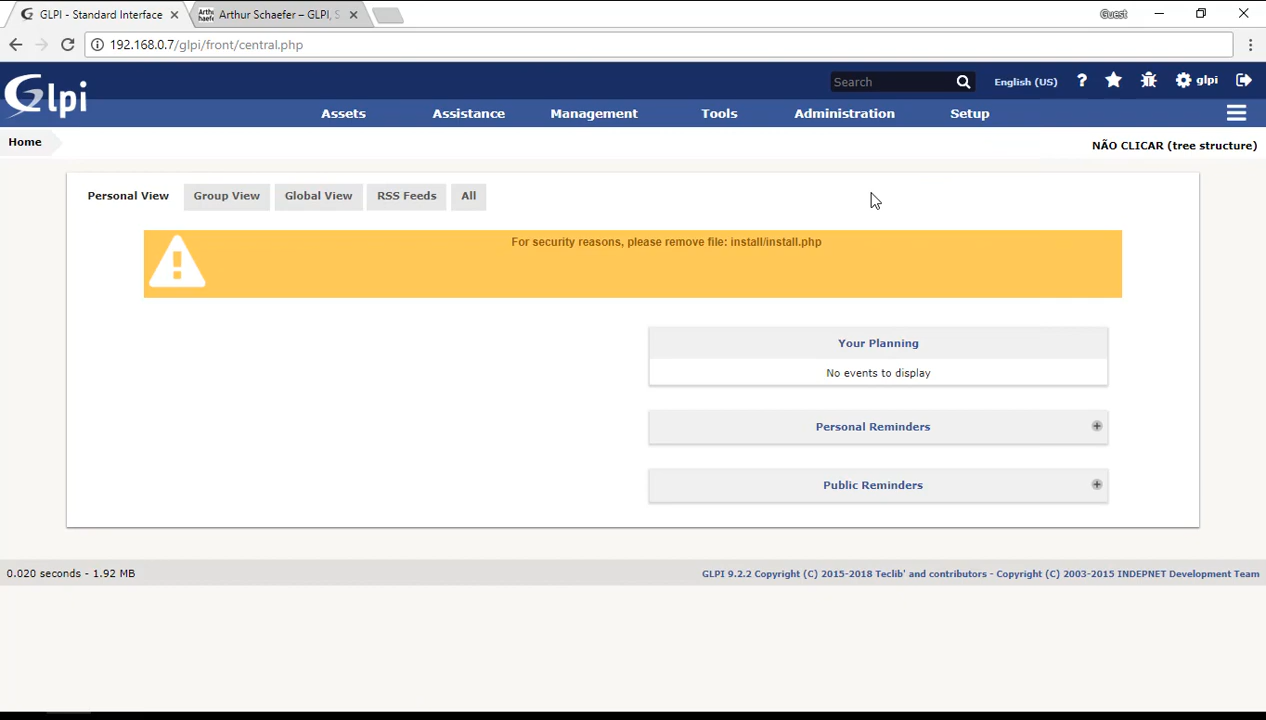 GLPI - Standard Interface
Arthur Schaefer – GLPI, S
Guest
192.168.0.7/glpi/front/central.php
Glpi
Search
English (US)
?
glpi
Assets
Assistance
Management
Tools
Administration
Setup
Home
NÃO CLICAR (tree structure)
Personal View
Group View
Global View
RSS Feeds
All
For security reasons, please remove file: install/install.php
Your Planning
No events to display
Personal Reminders
Public Reminders
0.020 seconds - 1.92 MB
GLPI 9.2.2 Copyright (C) 2015-2018 Teclib' and contributors - Copyright (C) 2003-2015 INDEPNET Development Team